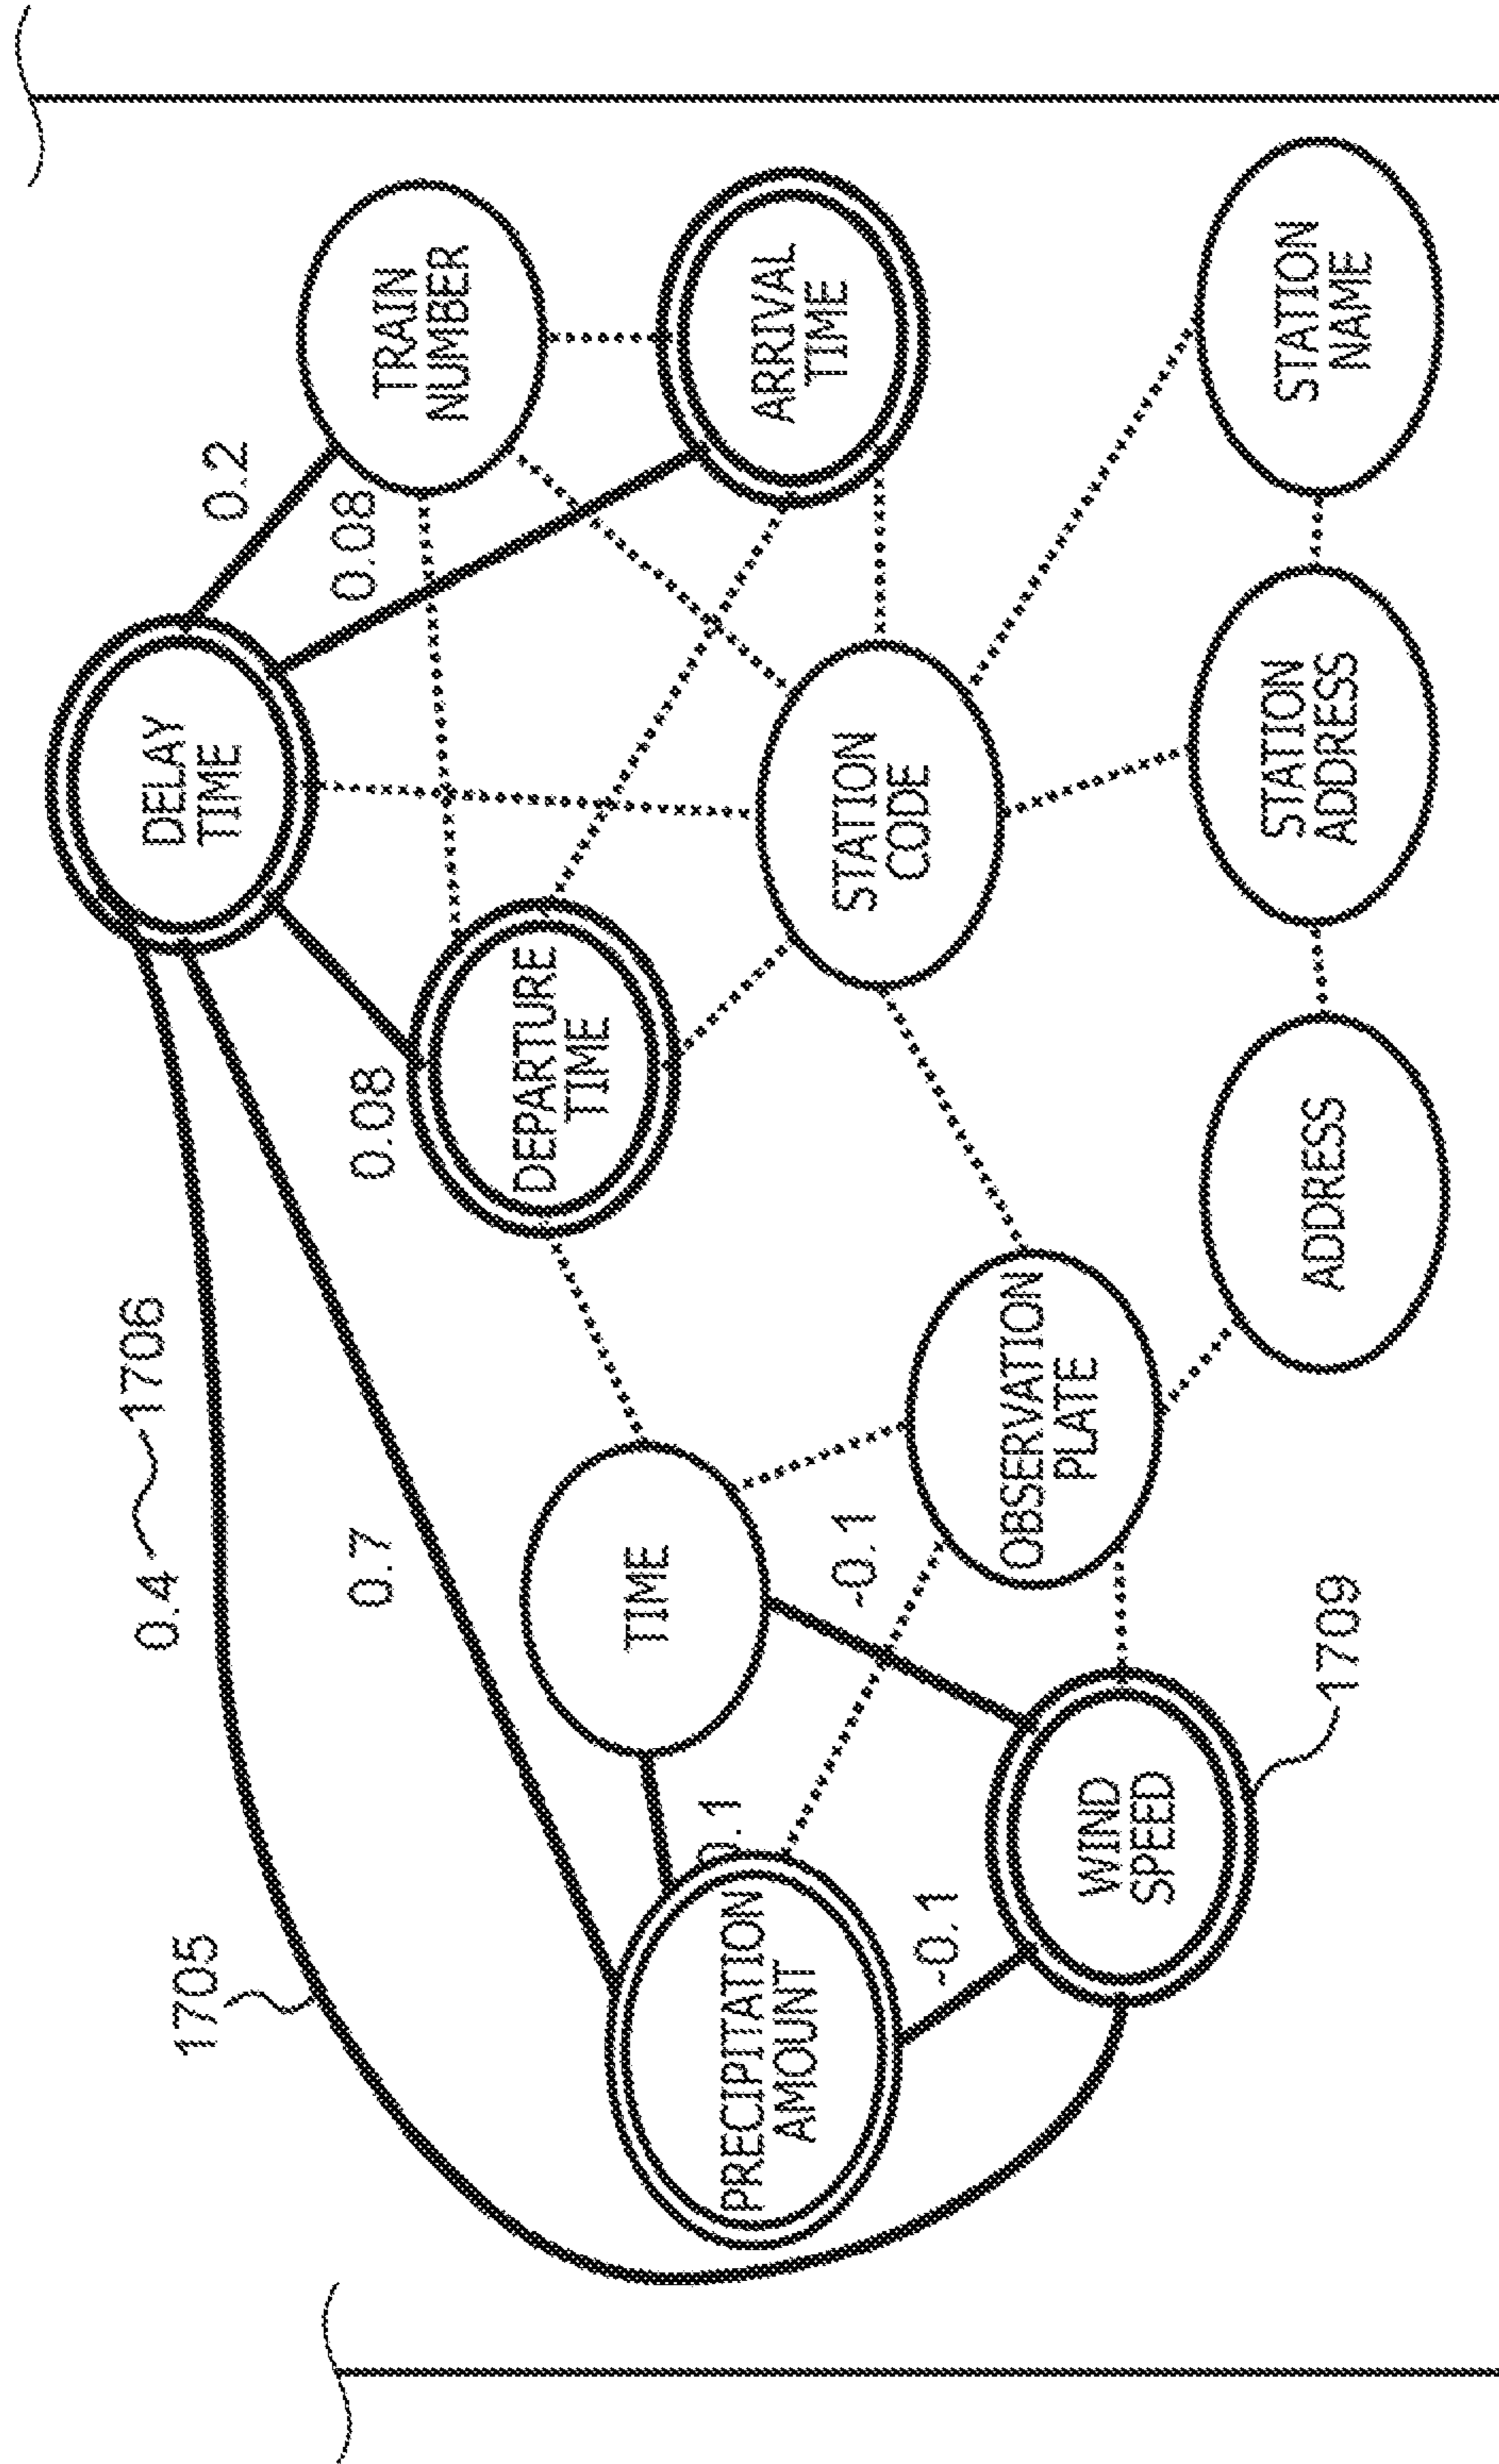 0.4
1706
1705
DELAY
TIME
0.2
0.08
0.7
0.08
TRAIN
NUMBER
DEPARTURE
TIME
TIME
ARRIVAL
TIME
PRECIPITATION
AMOUNT
-0.1
STATION
CODE
-0.1
OBSERVATION
PLATE
WIND
SPEED
1709
ADDRESS
STATION
ADDRESS
STATION
NAME